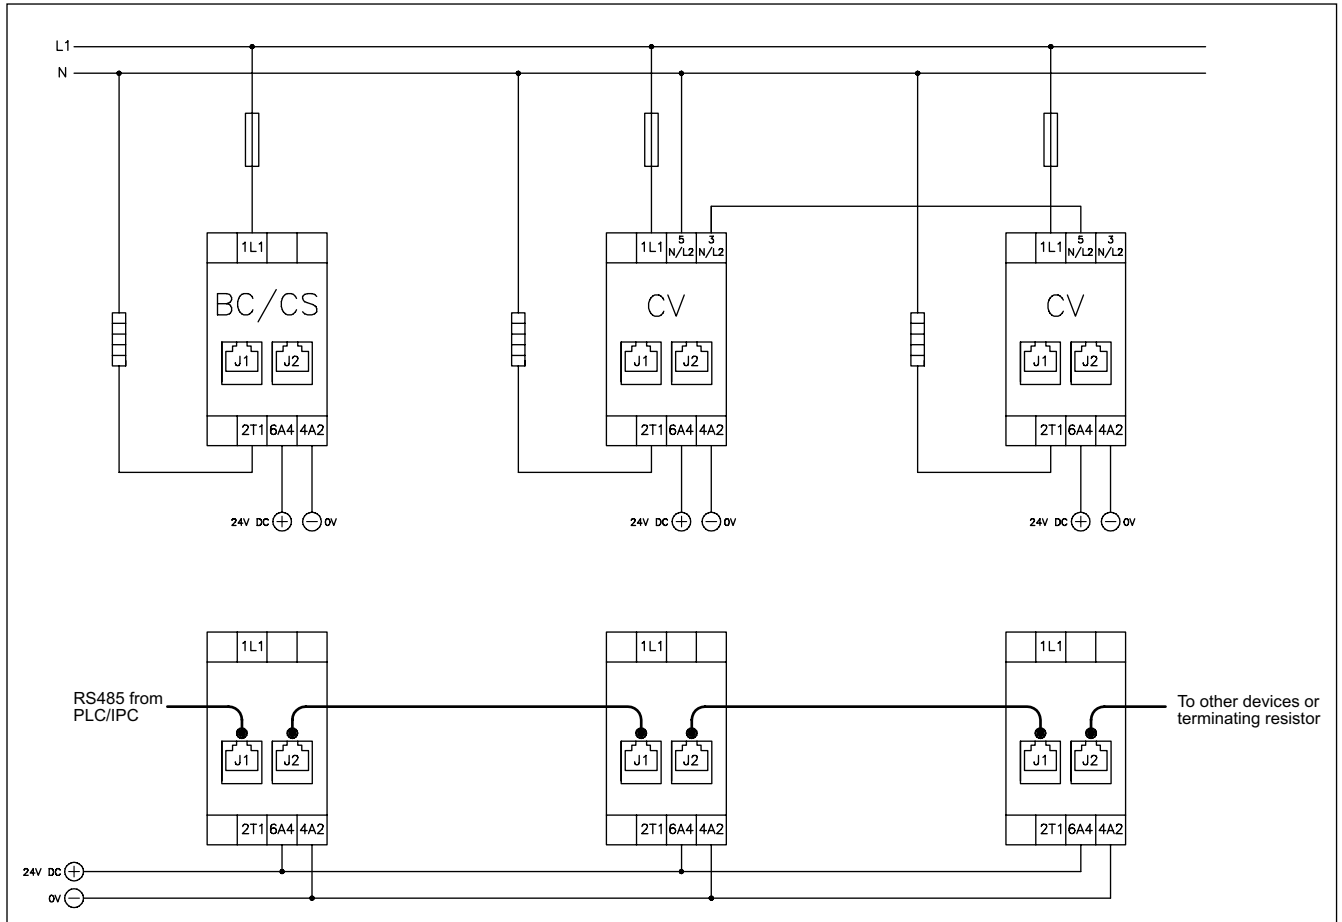 L1
N
1L1
1L1 5 N/L2 3 N/L2
1L1 5 N/L2 3 N/L2
BC/CS
CV
CV
J1 J2
J1 J2
J1 J2
2T1 6A4 4A2
2T1 6A4 4A2
2T1 6A4 4A2
24V DC + − 0V
24V DC + − 0V
24V DC + − 0V
1L1
1L1
1L1
RS485 from
PLC/IPC
To other devices or
terminating resistor
J1 J2
J1 J2
J1 J2
2T1 6A4 4A2
2T1 6A4 4A2
2T1 6A4 4A2
24V DC +
0V −